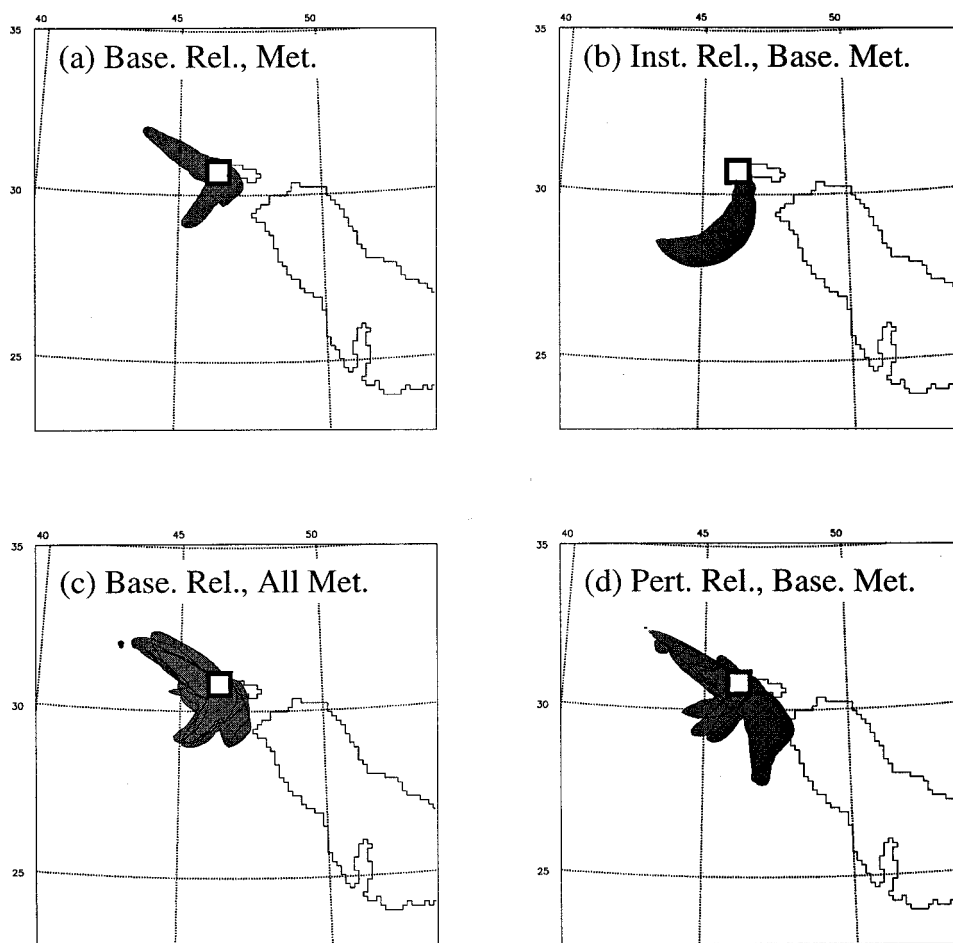 40 45 50
35
(a) Base. Rel., Met.
30
25
40 45 50
35
(b) Inst. Rel., Base. Met.
30
25
40 45 50
35
(c) Base. Rel., All Met.
30
25
40 45 50
35
(d) Pert. Rel., Base. Met.
30
25